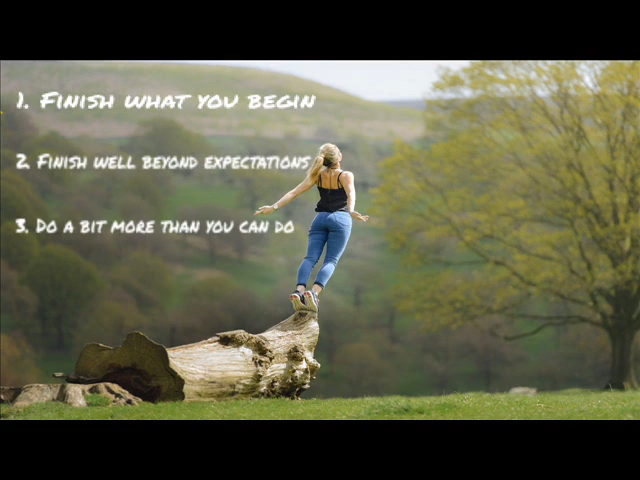 1. Finish what you begin
2. Finish well beyond expectations
3. Do a bit more than you can do